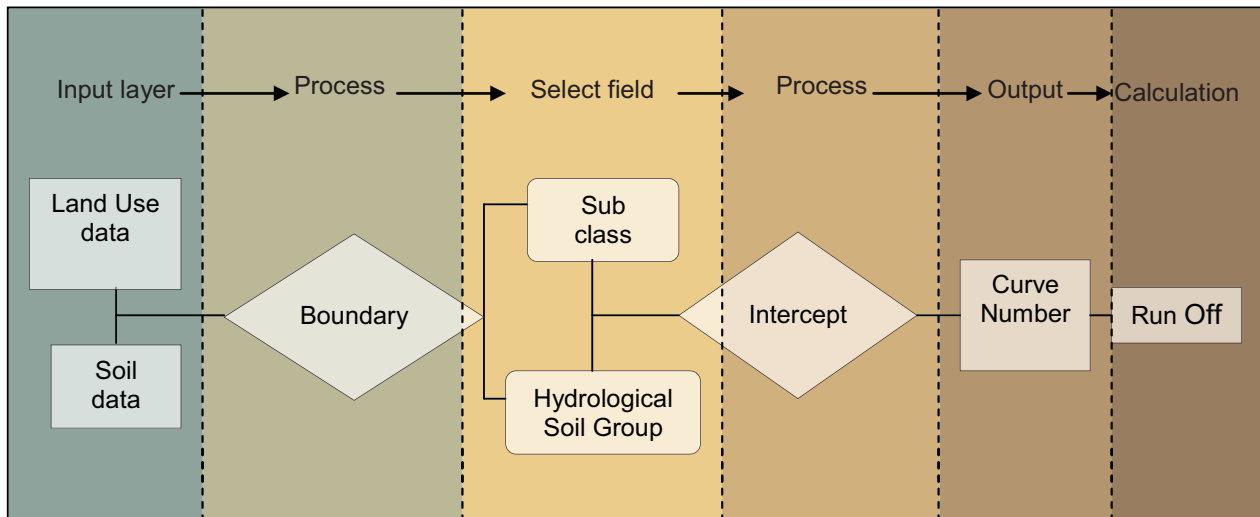 Input layer
Process
Select field
Process
Output
Calculation
Land Use
data
Soil
data
Boundary
Sub
class
Hydrological
Soil Group
Intercept
Curve
Number
Run Off